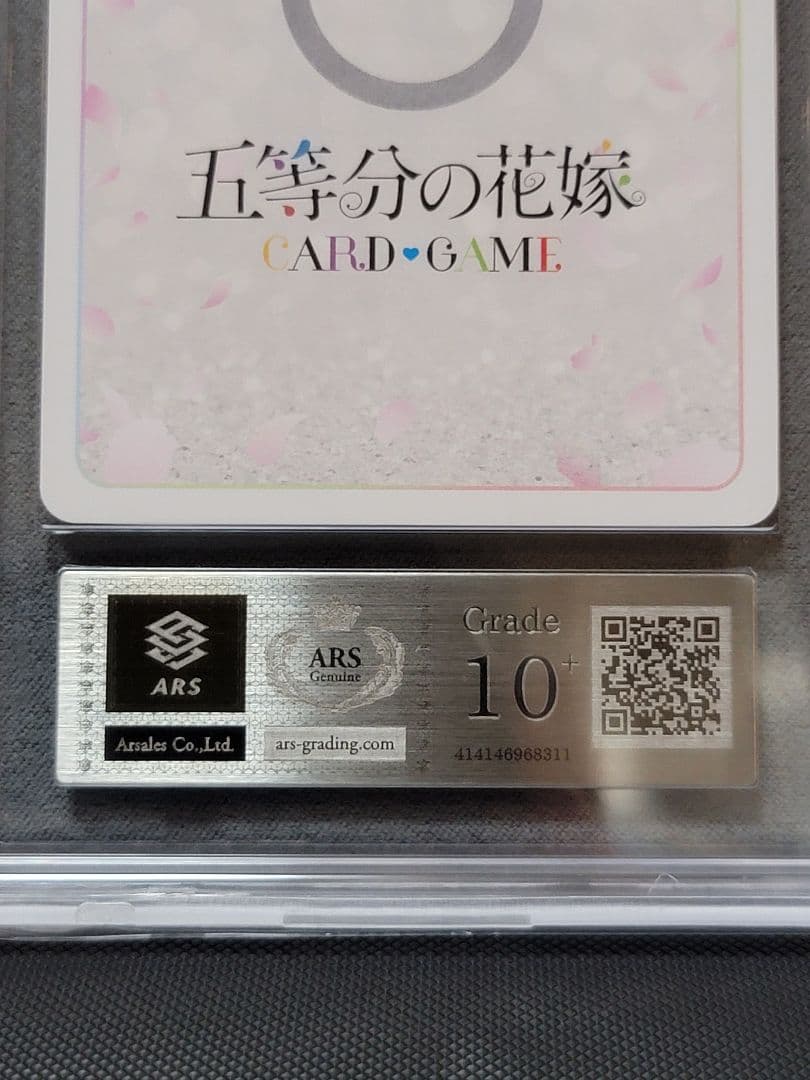 五等分の花嫁
CARD♥GAME
ARS
Arsales Co.,Ltd.
ARS
Genuine
ars-grading.com
Grade
10+
414146968311